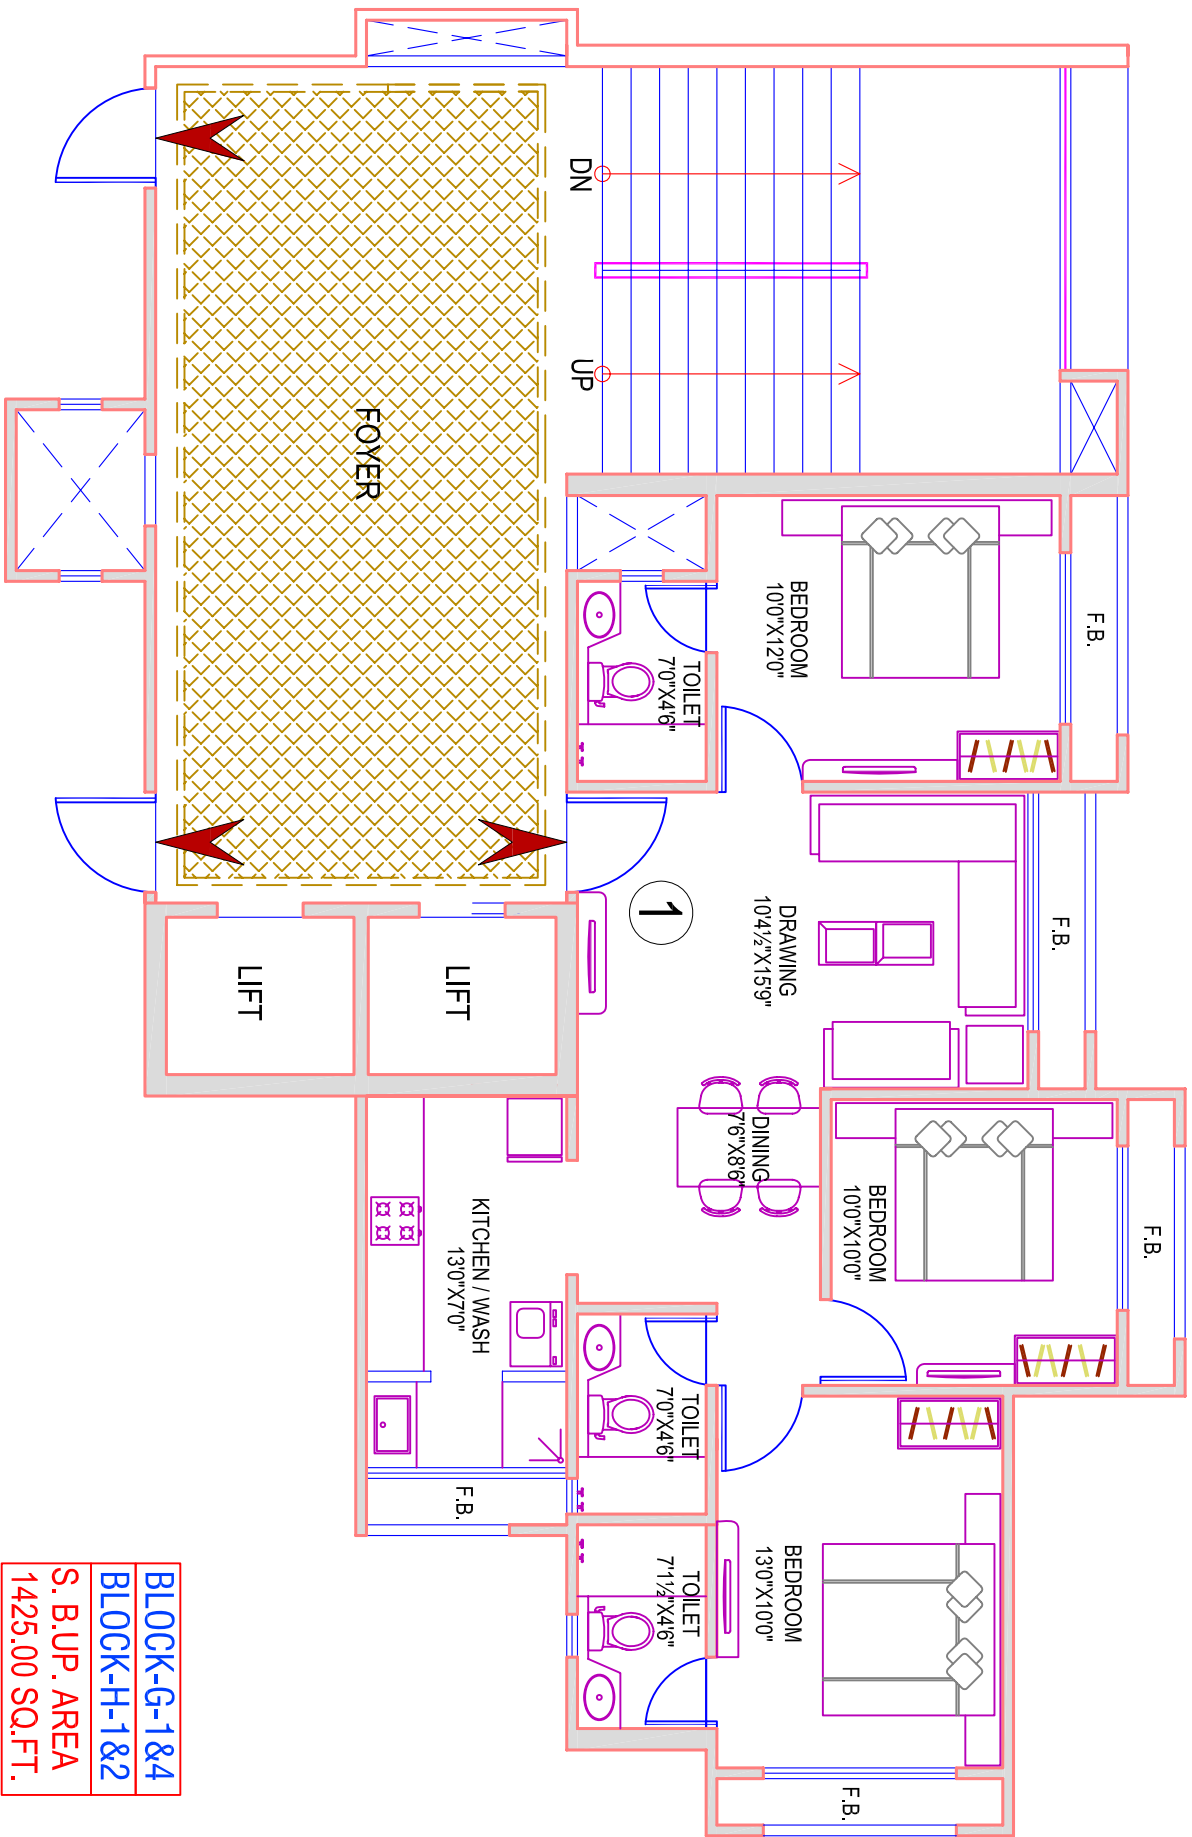 F.B.
F.B.
F.B.
BEDROOM
10'0"X12'0"
DRAWING
10'4½"X15'9"
BEDROOM
10'0"X10'0"
F.B.
DN
UP
TOILET
7'0"X4'6"
1
DINING
7'6"X8'6"
TOILET
7'0"X4'6"
TOILET
7'1½"X4'6"
BEDROOM
13'0"X10'0"
FOYER
LIFT
LIFT
KITCHEN / WASH
13'0"X7'0"
F.B.
BLOCK-G-1&4
BLOCK-H-1&2
S. B.UP. AREA
1425.00 SQ.FT.